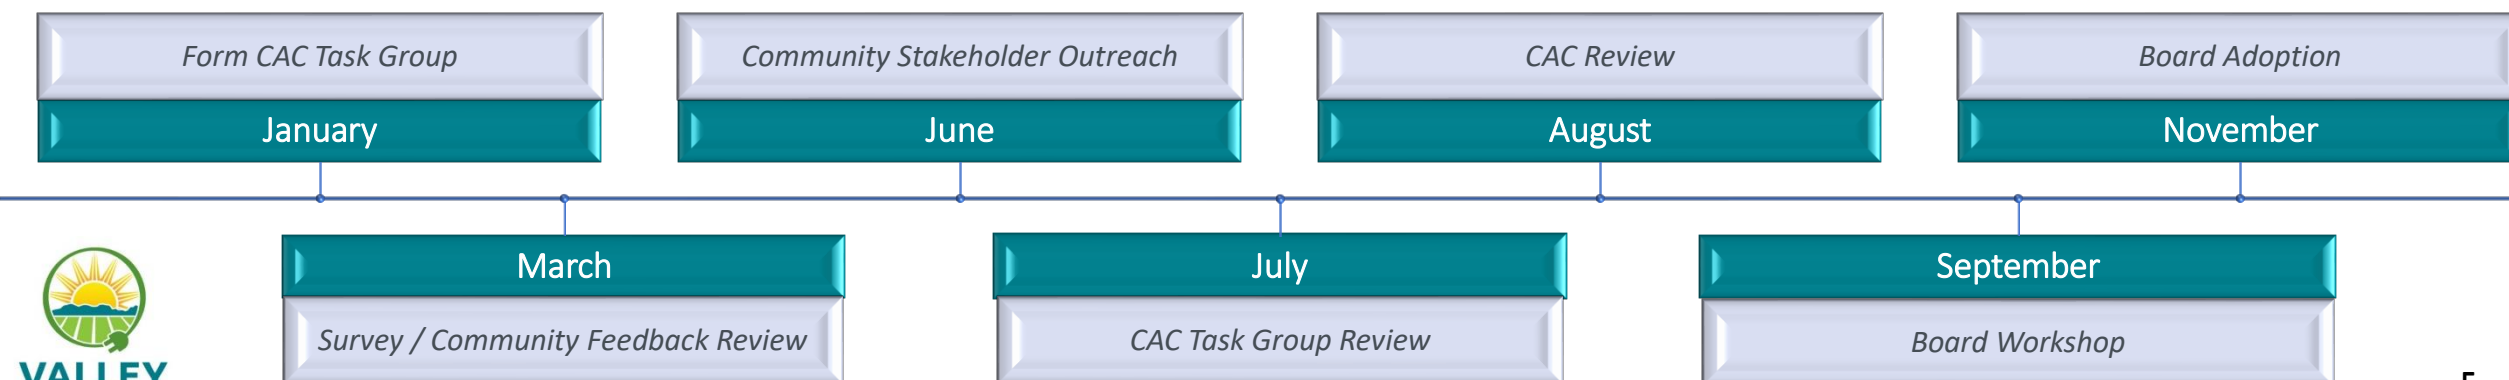 Form CAC Task Group
January
Community Stakeholder Outreach
June
CAC Review
August
Board Adoption
November
March
Survey / Community Feedback Review
July
CAC Task Group Review
September
Board Workshop
VALLEY